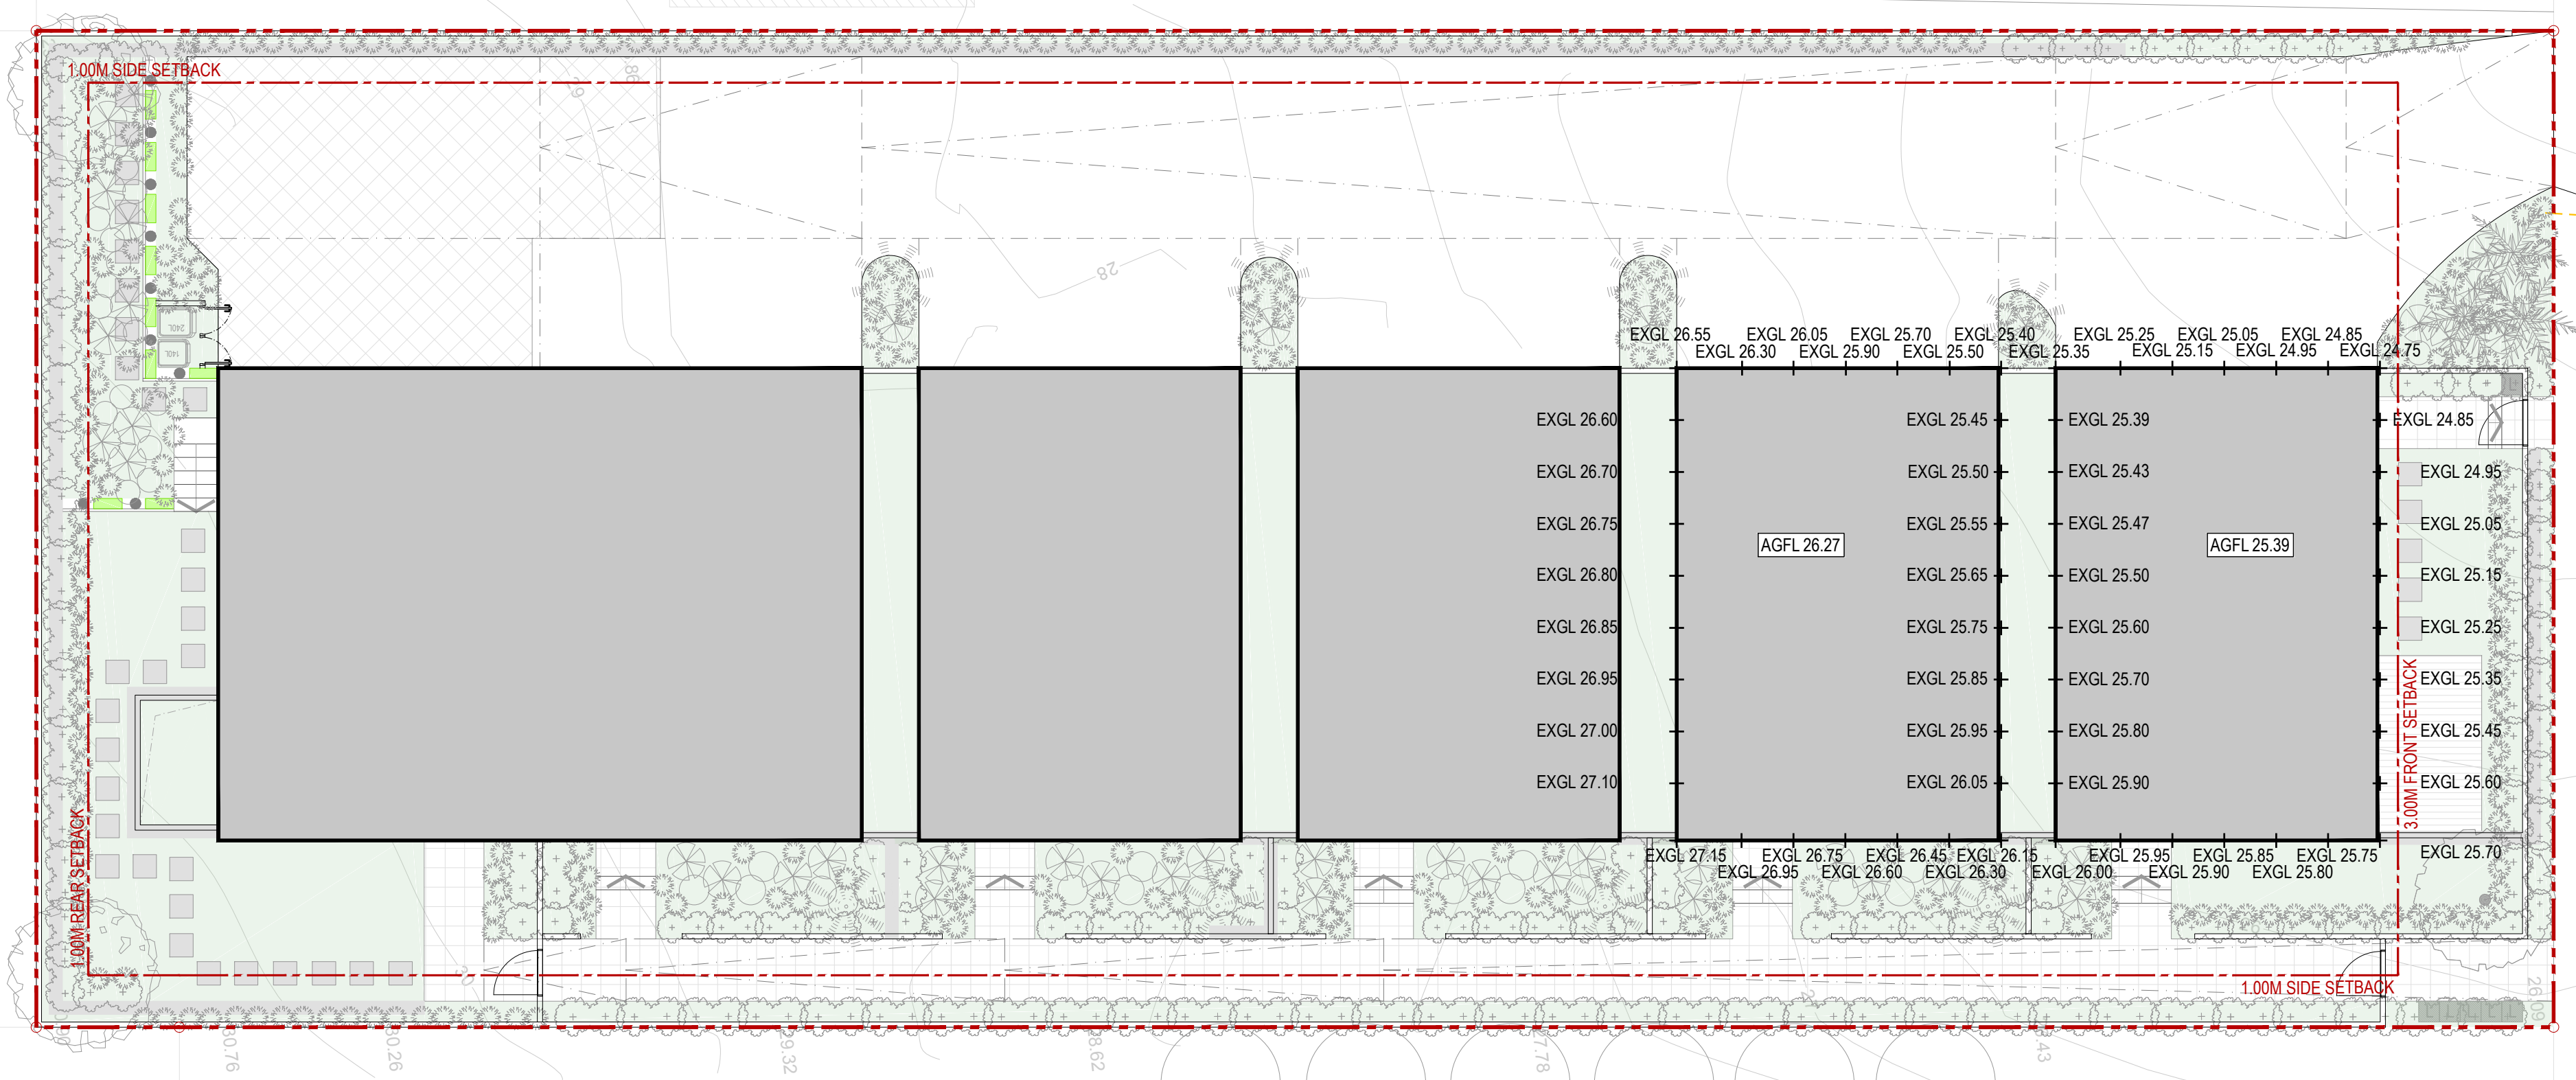 1.00M SIDE SETBACK
29
28
240L
140L
EXGL 26.55 EXGL 26.05 EXGL 25.70 EXGL 25.40 EXGL 25.25 EXGL 25.05 EXGL 24.85
EXGL 26.30 EXGL 25.90 EXGL 25.50 EXGL 25.35 EXGL 25.15 EXGL 24.95 EXGL 24.75
EXGL 26.60 EXGL 25.45 EXGL 25.39 EXGL 24.85
EXGL 26.70 EXGL 25.50 EXGL 25.43 EXGL 24.95
EXGL 26.75 EXGL 25.55 EXGL 25.47 EXGL 25.05
AGFL 26.27 AGFL 25.39
EXGL 26.80 EXGL 25.65 EXGL 25.50 EXGL 25.15
EXGL 26.85 EXGL 25.75 EXGL 25.60 EXGL 25.25
EXGL 26.95 EXGL 25.85 EXGL 25.70 EXGL 25.35
EXGL 27.00 EXGL 25.95 EXGL 25.80 EXGL 25.45
EXGL 27.10 EXGL 26.05 EXGL 25.90 EXGL 25.60
3.00M FRONT SETBACK
1.00M REAR SETBACK
EXGL 27.15 EXGL 26.75 EXGL 26.45 EXGL 26.15 EXGL 25.95 EXGL 25.85 EXGL 25.75 EXGL 25.70
EXGL 26.95 EXGL 26.60 EXGL 26.30 EXGL 26.00 EXGL 25.90 EXGL 25.80
30
1.00M SIDE SETBACK
26.09
30.76